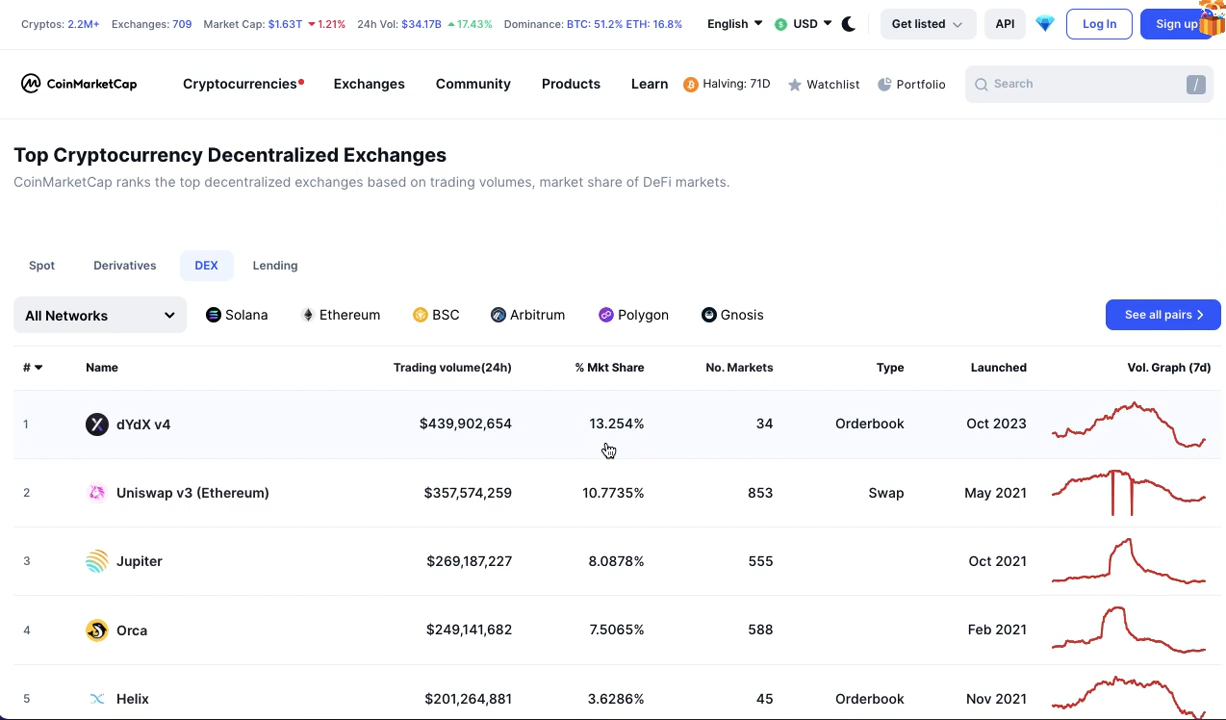 Cryptos: 2.2M+ Exchanges: 709 Market Cap: $1.63T 1.21% 24h Vol: $34.17B 17.43% Dominance: BTC: 51.2% ETH: 16.8% English USD Get listed API Log In Sign up
CoinMarketCap Cryptocurrencies Exchanges Community Products Learn Halving: 71D Watchlist Portfolio Search /
Top Cryptocurrency Decentralized Exchanges
CoinMarketCap ranks the top decentralized exchanges based on trading volumes, market share of DeFi markets.
Spot Derivatives DEX Lending
All Networks Solana Ethereum BSC Arbitrum Polygon Gnosis See all pairs
# Name Trading volume(24h) % Mkt Share No. Markets Type Launched Vol. Graph (7d)
1 dYdX v4 $439,902,654 13.254% 34 Orderbook Oct 2023
2 Uniswap v3 (Ethereum) $357,574,259 10.7735% 853 Swap May 2021
3 Jupiter $269,187,227 8.0878% 555 Oct 2021
4 Orca $249,141,682 7.5065% 588 Feb 2021
5 Helix $201,264,881 3.6286% 45 Orderbook Nov 2021